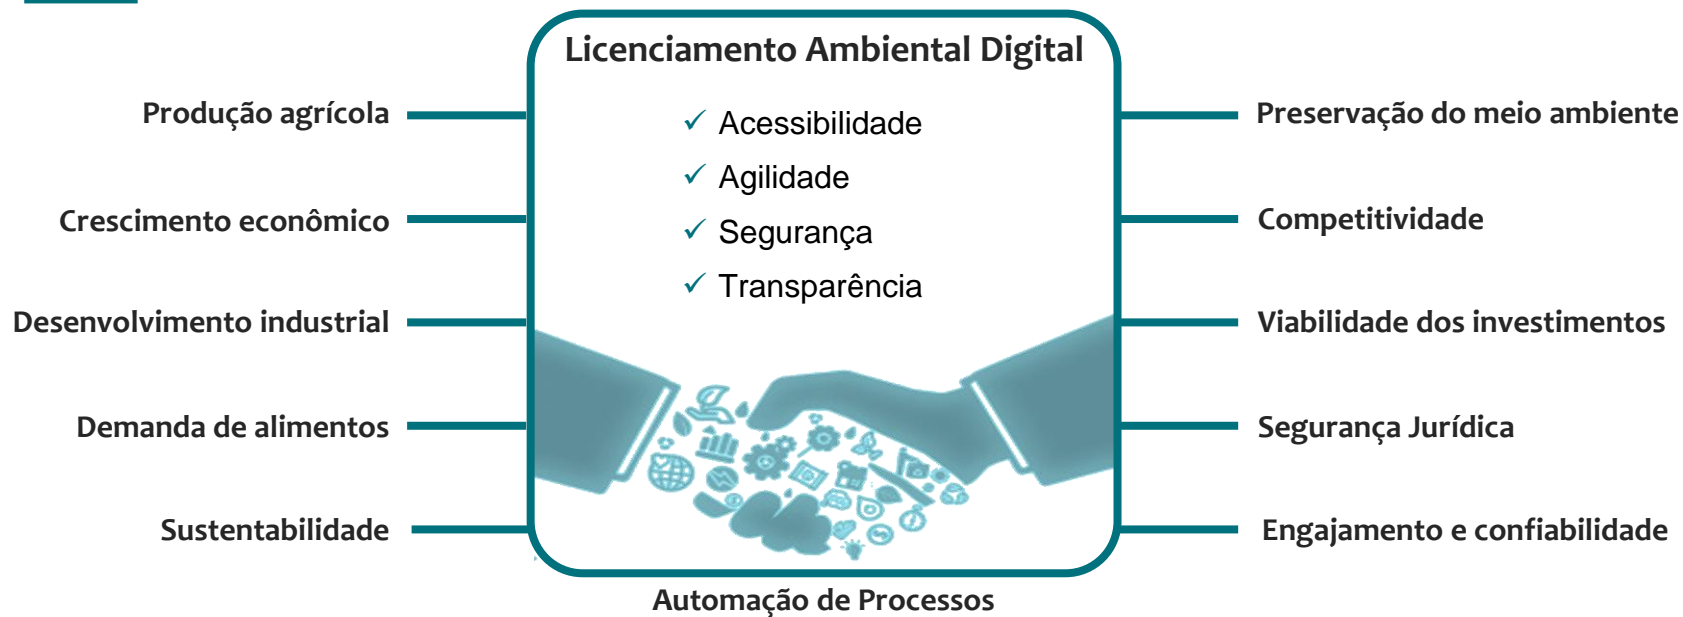 Licenciamento Ambiental Digital
Acessibilidade
Agilidade
Segurança
Transparência
Produção agrícola
Crescimento econômico
Desenvolvimento industrial
Demanda de alimentos
Sustentabilidade
Preservação do meio ambiente
Competitividade
Viabilidade dos investimentos
Segurança Jurídica
Engajamento e confiabilidade
Automação de Processos